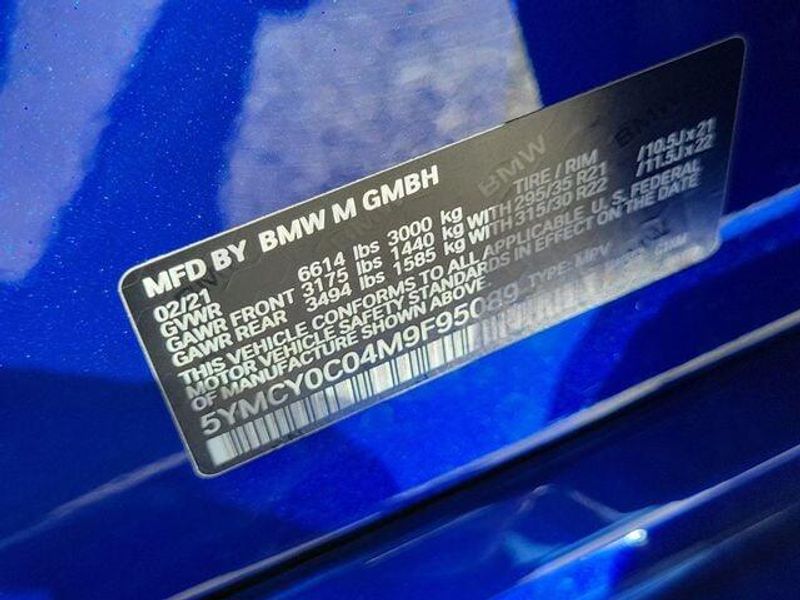 MFD BY BMW M GMBH
02/21
GVWR 6614 lbs 3000 kg TIRE / RIM
GAWR FRONT 3175 lbs 1440 kg WITH 295/35 R21 /10.5J x 21
GAWR REAR 3494 lbs 1585 kg WITH 315/30 R22 /11.5J x 22
THIS VEHICLE CONFORMS TO ALL APPLICABLE U.S. FEDERAL
MOTOR VEHICLE SAFETY STANDARDS IN EFFECT ON THE DATE
OF MANUFACTURE SHOWN ABOVE.
5YMCY0C04M9F95089 TYPE: MPV
BMW